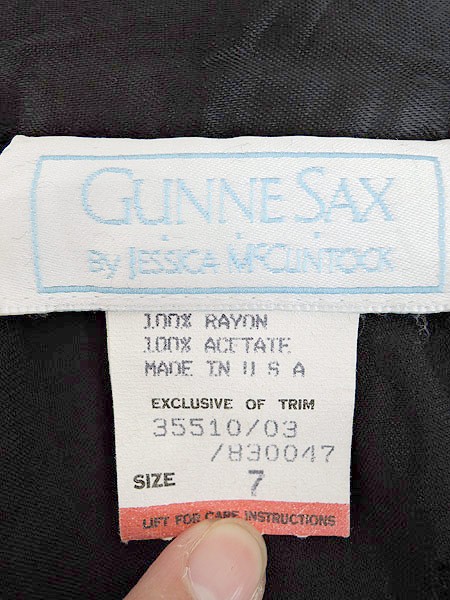 GUNNE SAX
BY JESSICA MCCLINTOCK
100% RAYON
100% ACETATE
MADE IN U S A
EXCLUSIVE OF TRIM
35510/03
/830047
SIZE 7
LIFT FOR CARE INSTRUCTIONS